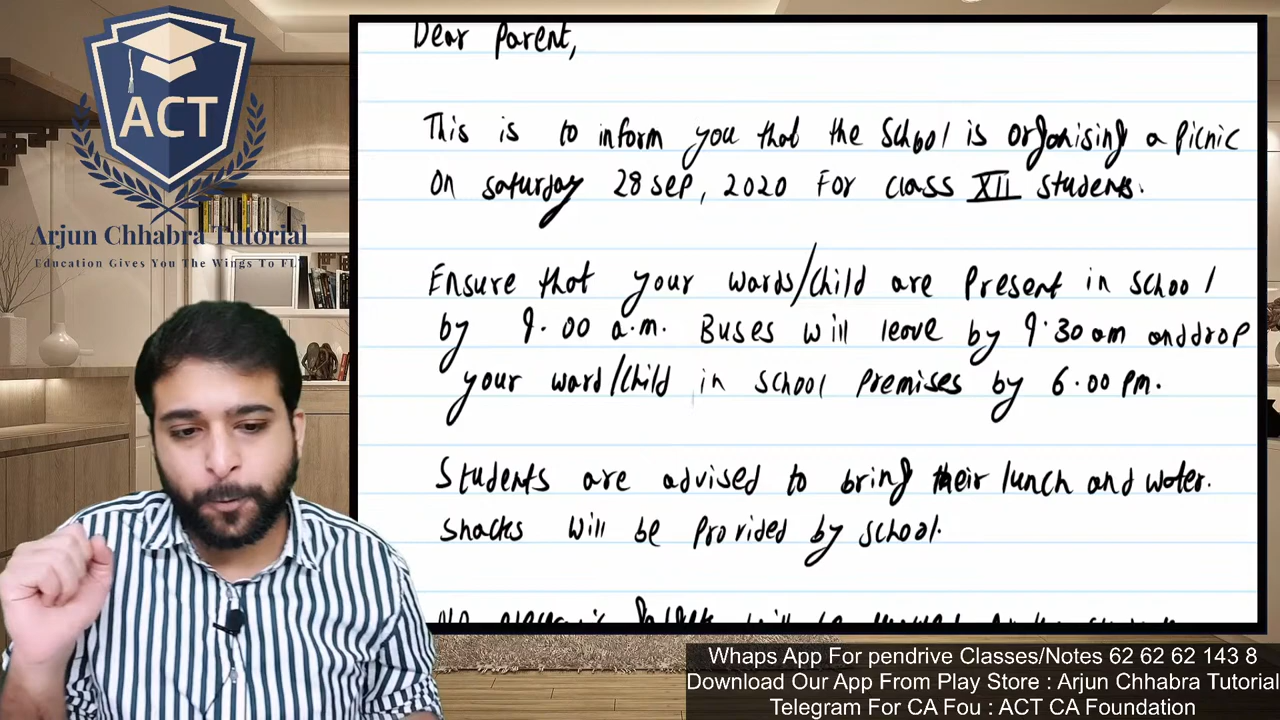 ACT
Arjun Chhabra Tutorial
Education Gives You The Wings To FL
Dear Parent,
This is to inform you that the School is organising a Picnic
on Saturday 28 Sep, 2020 For class XII students.
Ensure that your wards/child are Present in school
by 9.00 a.m. Buses will leave by 9.30 am and drop
your ward/child in school premises by 6.00 pm.
Students are advised to bring their lunch and water.
Snacks will be Provided by school.
will be
Whaps App For pendrive Classes/Notes 62 62 62 143 8
Download Our App From Play Store : Arjun Chhabra Tutorial
Telegram For CA Fou : ACT CA Foundation